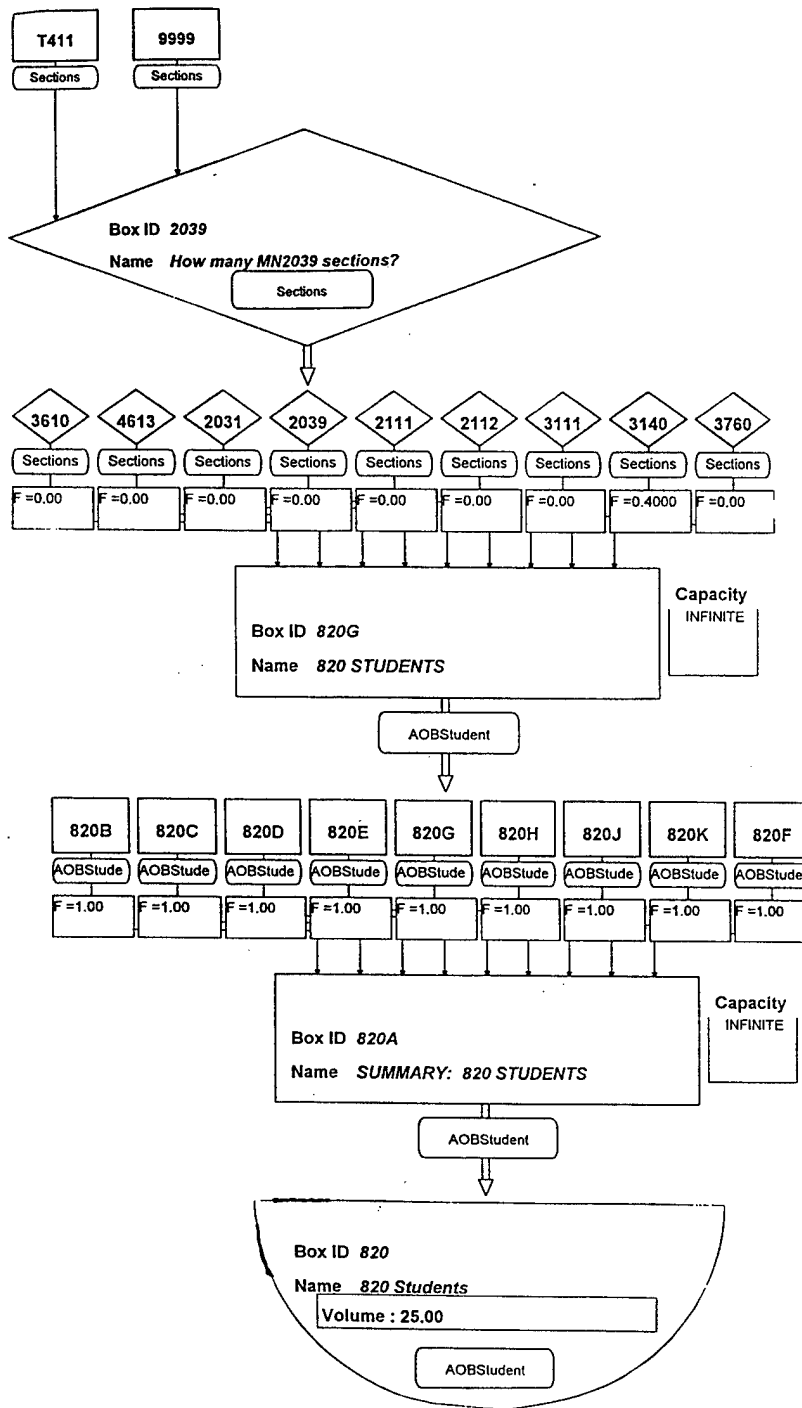 T411 9999
Sections Sections
Box ID 2039
Name How many MN2039 sections?
Sections
3610 4613 2031 2039 2111 2112 3111 3140 3760
Sections Sections Sections Sections Sections Sections Sections Sections Sections
F =0.00 F =0.00 F =0.00 F =0.00 F =0.00 F =0.00 F =0.00 F =0.4000 F =0.00
Capacity
INFINITE
Box ID 820G
Name 820 STUDENTS
AOBStudent
820B 820C 820D 820E 820G 820H 820J 820K 820F
AOBStude AOBStude AOBStude AOBStude AOBStude AOBStude AOBStude AOBStude AOBStude
F =1.00 F =1.00 F =1.00 F =1.00 F =1.00 F =1.00 F =1.00 F =1.00 F =1.00
Capacity
INFINITE
Box ID 820A
Name SUMMARY: 820 STUDENTS
AOBStudent
Box ID 820
Name 820 Students
Volume : 25.00
AOBStudent